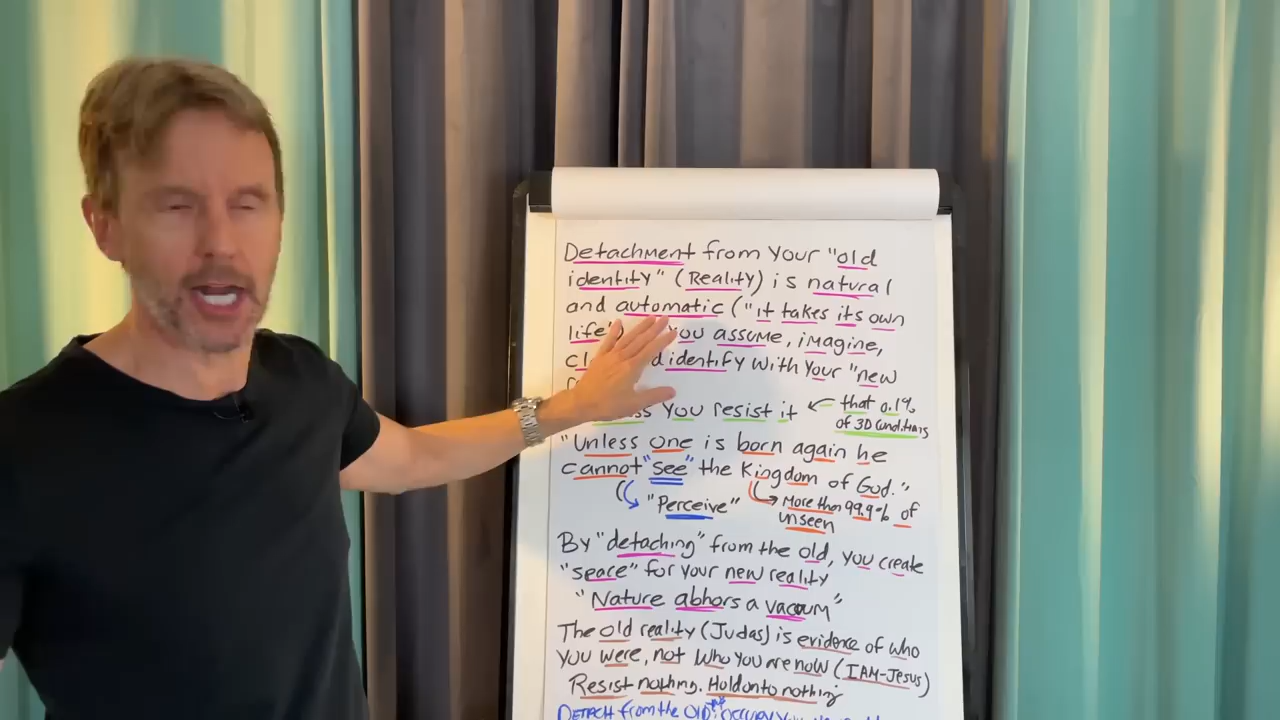 Detachment from your "old
identity" (Reality) is natural
and automatic ("it takes its own
life") you assume, imagine,
identify with your "new
you resist it ← that 0.1%
of 3D conditions
"Unless one is born again he
cannot "see" the Kingdom of God."
"Perceive" More than 99.9% of
unseen
By "detaching" from the old, you create
"space" for your new reality
"Nature abhors a vacuum"
The old reality (Judas) is evidence of who
you were, not who you are now (I AM-Jesus)
Resist nothing. Hold onto nothing
DETACH from the OLD